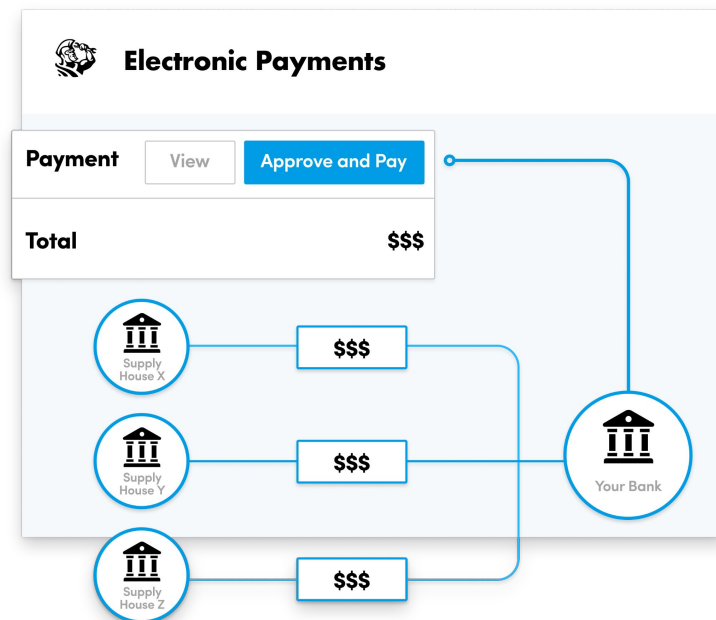 Electronic Payments
Payment View Approve and Pay
Total $$$
Supply
House X
$$$
Supply
House Y
$$$
Your Bank
Supply
House Z
$$$